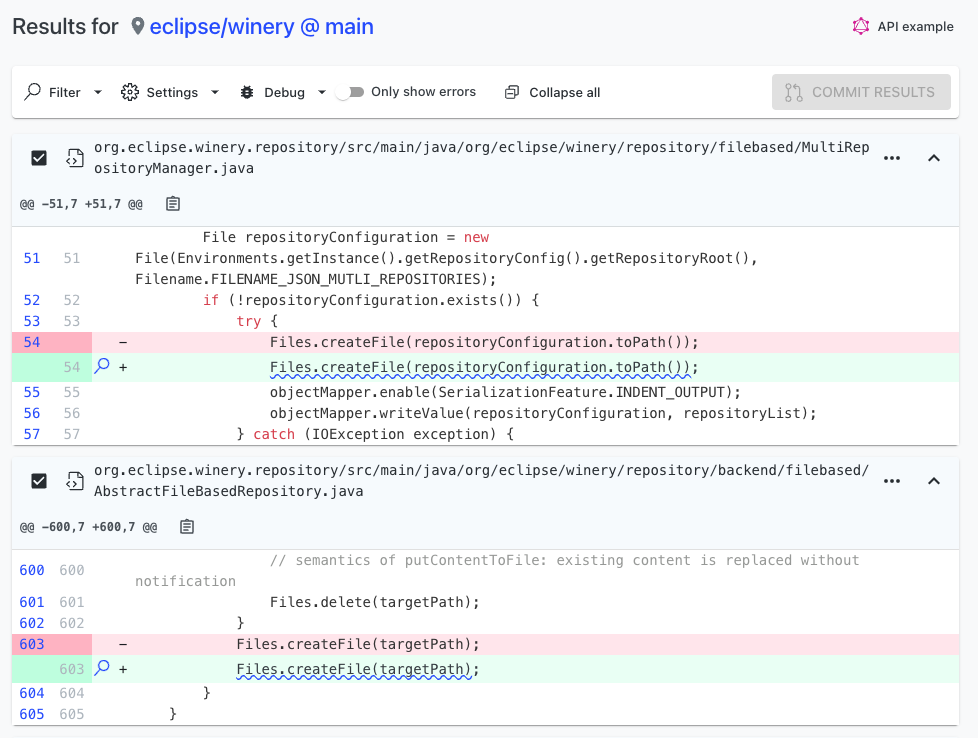 Results for eclipse/winery @ main
API example
Filter Settings Debug Only show errors Collapse all COMMIT RESULTS
org.eclipse.winery.repository/src/main/java/org/eclipse/winery/repository/filebased/MultiRep
ositoryManager.java
@@ −51,7 +51,7 @@
File repositoryConfiguration = new
51 51 File(Environments.getInstance().getRepositoryConfig().getRepositoryRoot(),
Filename.FILENAME_JSON_MUTLI_REPOSITORIES);
52 52 if (!repositoryConfiguration.exists()) {
53 53 try {
54 − Files.createFile(repositoryConfiguration.toPath());
54 + Files.createFile(repositoryConfiguration.toPath());
55 55 objectMapper.enable(SerializationFeature.INDENT_OUTPUT);
56 56 objectMapper.writeValue(repositoryConfiguration, repositoryList);
57 57 } catch (IOException exception) {
org.eclipse.winery.repository/src/main/java/org/eclipse/winery/repository/backend/filebased/
AbstractFileBasedRepository.java
@@ −600,7 +600,7 @@
// semantics of putContentToFile: existing content is replaced without
600 600 notification
601 601 Files.delete(targetPath);
602 602 }
603 − Files.createFile(targetPath);
603 + Files.createFile(targetPath);
604 604 }
605 605 }